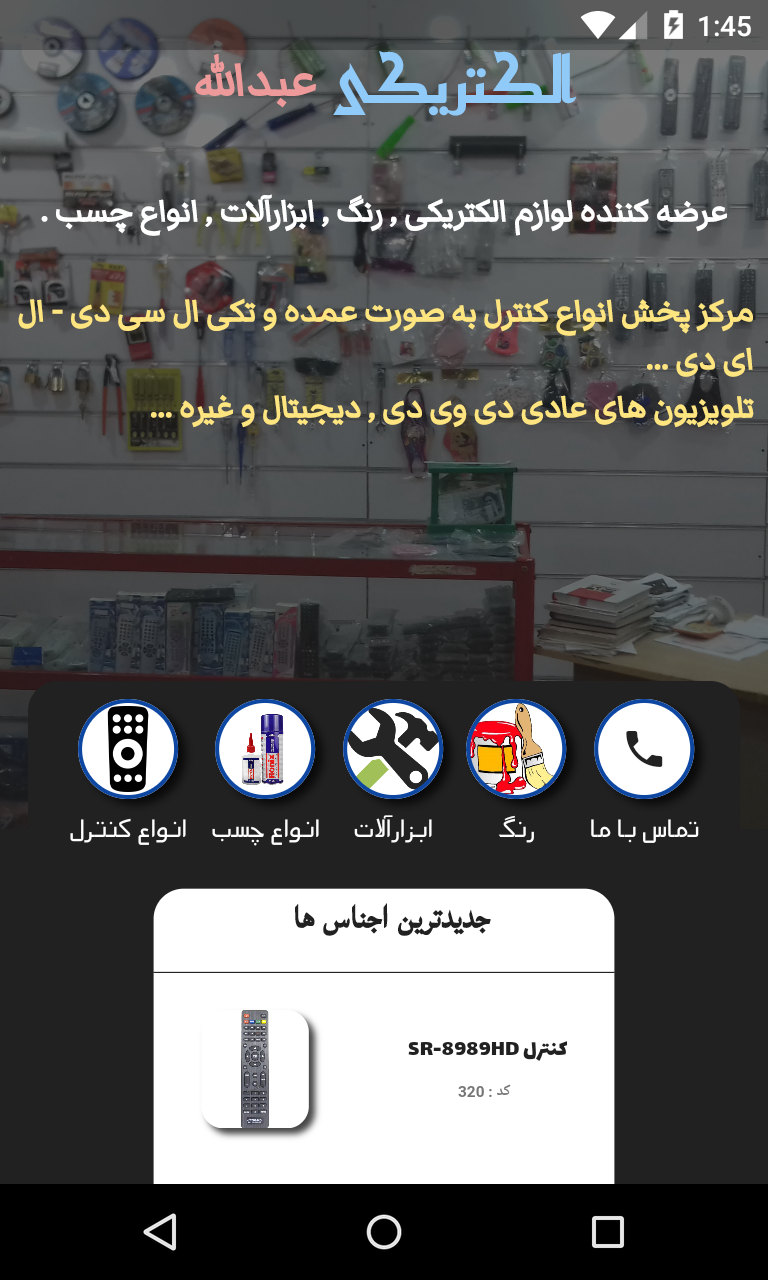 1:45
الکتریکی عبدالله
عرضه کننده لوازم الکتریکی , رنگ , ابزارآلات , انواع چسب .
مرکز پخش انواع کنترل به صورت عمده و تکی ال سی دی - ال
ای دی ...
تلویزیون های عادی دی وی دی , دیجیتال و غیره ...
تماس با ما
رنگ
ابزارآلات
انواع چسب
انواع کنترل
جدیدترین اجناس ها
کنترل SR-8989HD
کد : 320